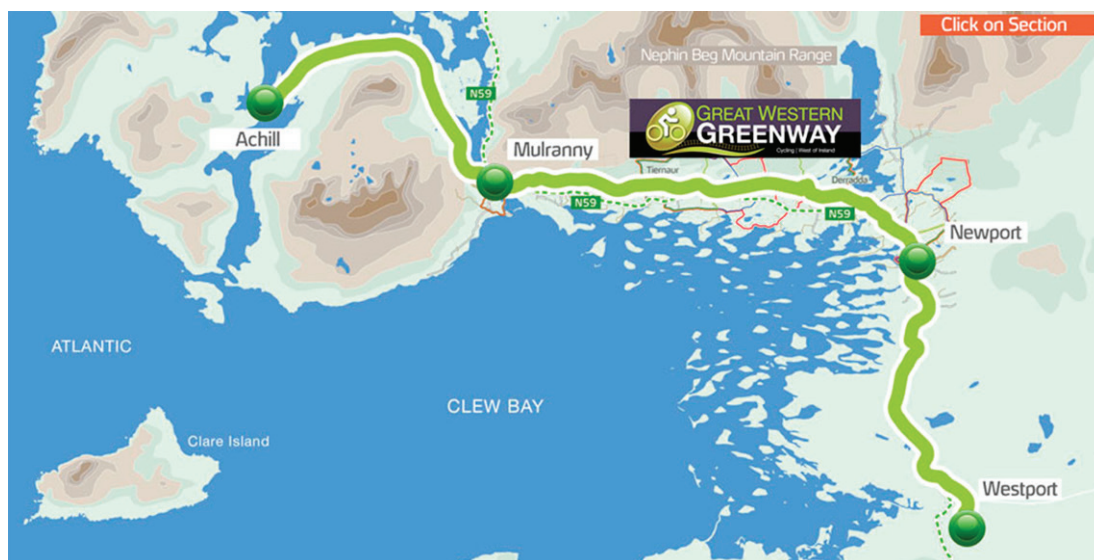 Click on Section
Nephin Beg Mountain Range
N59
Achill
Mulranny
GREAT WESTERN
GREENWAY
Cycling | West of Ireland
Tiernaur
Derradda
N59
N59
Newport
ATLANTIC
CLEW BAY
Clare Island
Westport